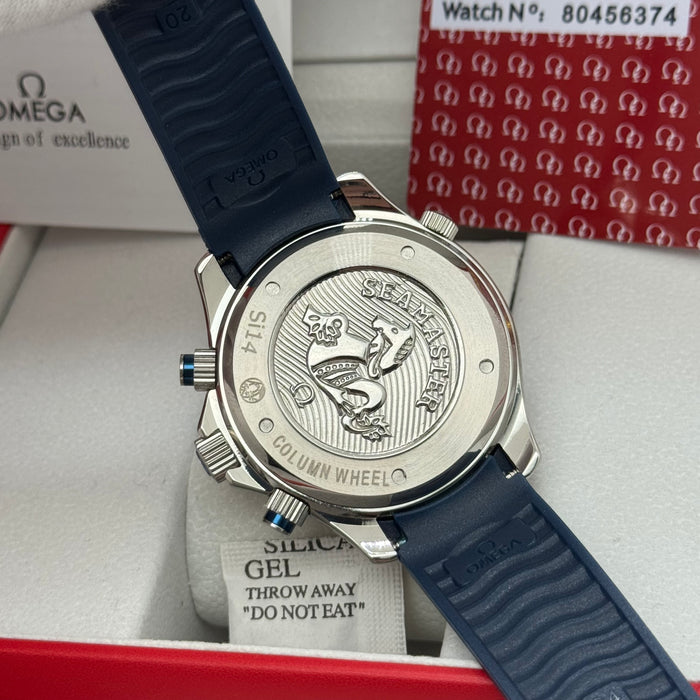 Watch Nº: 80456374
20
OMEGA
OMEGA
gn of excellence
SEAMASTER
Si14
COLUMN WHEEL
OMEGA
SILICA
GEL
THROW AWAY
"DO NOT EAT"